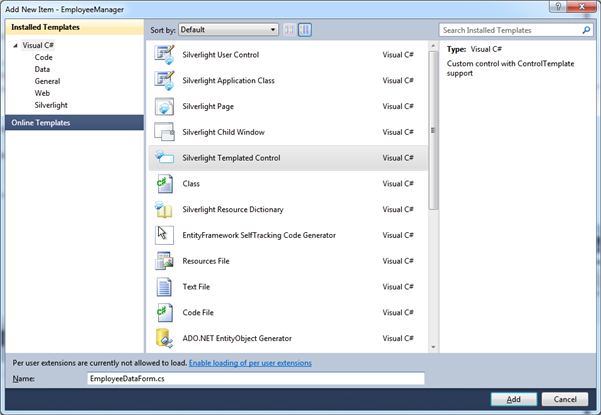 Add New Item - EmployeeManager
Installed Templates
Visual C#
Code
Data
General
Web
Silverlight
Online Templates
Sort by: Default
Silverlight User Control Visual C#
Silverlight Application Class Visual C#
Silverlight Page Visual C#
Silverlight Child Window Visual C#
Silverlight Templated Control Visual C#
Class Visual C#
Silverlight Resource Dictionary Visual C#
EntityFramework SelfTracking Code Generator Visual C#
Resources File Visual C#
Text File Visual C#
Code File Visual C#
ADO.NET EntityObject Generator Visual C#
Search Installed Templates
Type: Visual C#
Custom control with ControlTemplate
support
Per user extensions are currently not allowed to load. Enable loading of per user extensions
Name: EmployeeDataForm.cs
Add Cancel